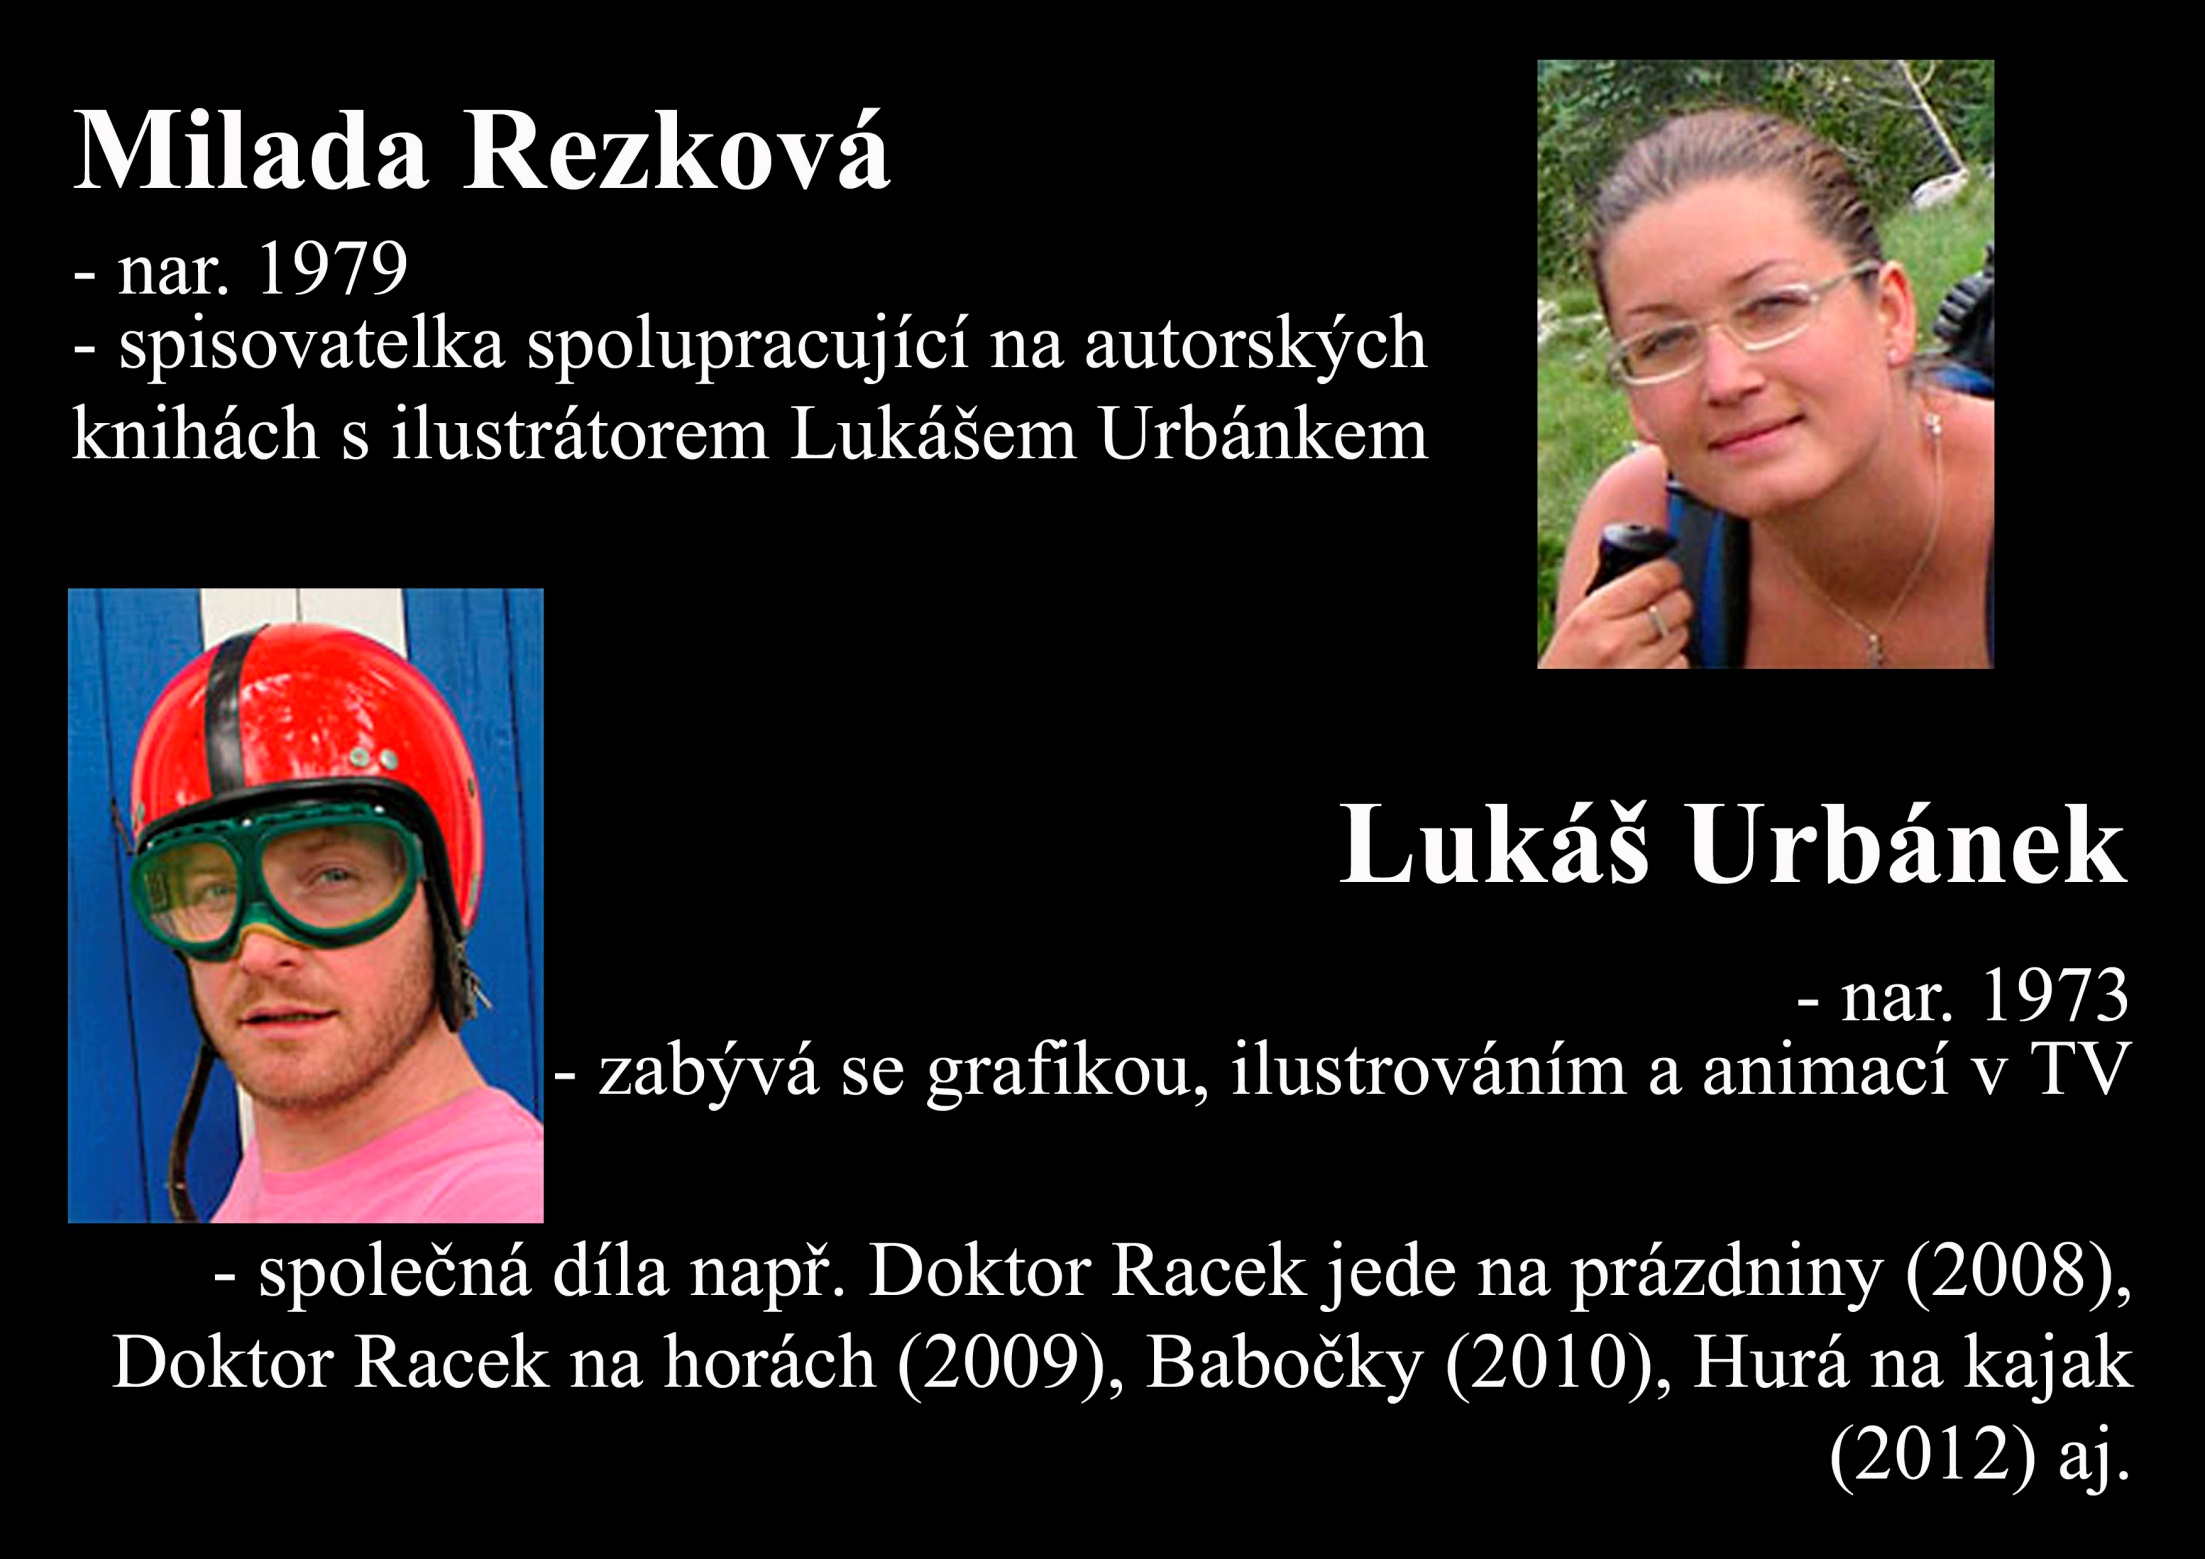 Milada Rezková
- nar. 1979
- spisovatelka spolupracující na autorských
knihách s ilustrátorem Lukášem Urbánkem
Lukáš Urbánek
- nar. 1973
- zabývá se grafikou, ilustrováním a animací v TV
- společná díla např. Doktor Racek jede na prázdniny (2008),
Doktor Racek na horách (2009), Babočky (2010), Hurá na kajak
(2012) aj.